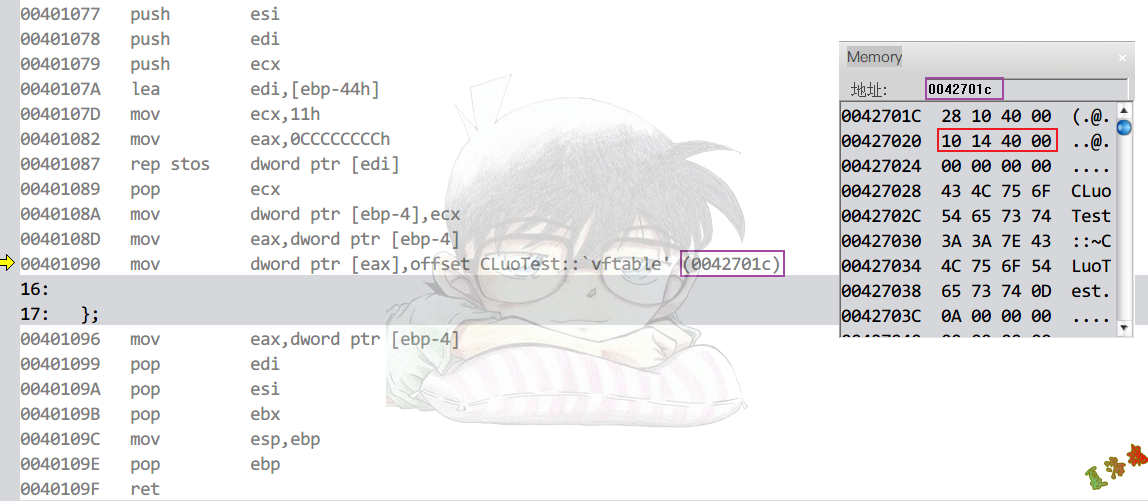 00401077 push esi
00401078 push edi
00401079 push ecx
0040107A lea edi,[ebp-44h]
0040107D mov ecx,11h
00401082 mov eax,0CCCCCCCCh
00401087 rep stos dword ptr [edi]
00401089 pop ecx
0040108A mov dword ptr [ebp-4],ecx
0040108D mov eax,dword ptr [ebp-4]
00401090 mov dword ptr [eax],offset CLuoTest::`vftable' (0042701c)
16:
17: };
00401096 mov eax,dword ptr [ebp-4]
00401099 pop edi
0040109A pop esi
0040109B pop ebx
0040109C mov esp,ebp
0040109E pop ebp
0040109F ret
Memory ×
地址: 0042701c
0042701C 28 10 40 00 (.@.
00427020 10 14 40 00 ..@.
00427024 00 00 00 00 ....
00427028 43 4C 75 6F CLuo
0042702C 54 65 73 74 Test
00427030 3A 3A 7E 43 ::~C
00427034 4C 75 6F 54 LuoT
00427038 65 73 74 0D est.
0042703C 0A 00 00 00 ....